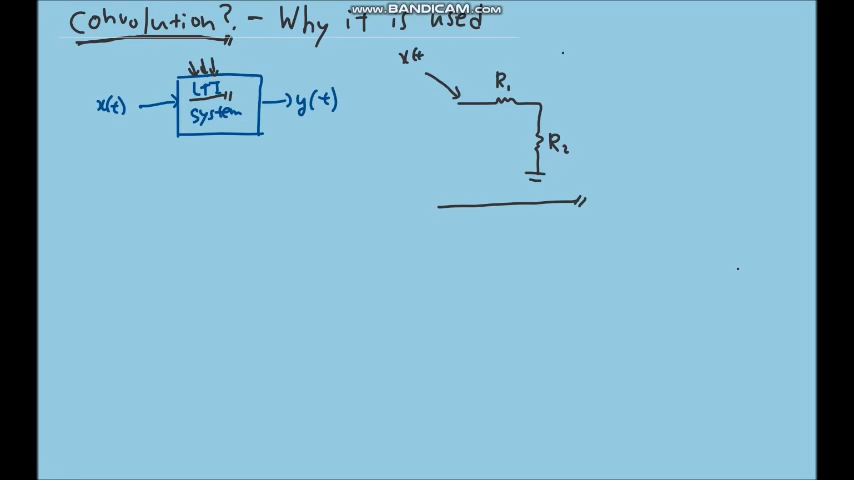 www.BANDICAM.com
Convolution? - Why it is used
x(t)
LTI
system
y(t)
x(t
R1
R2